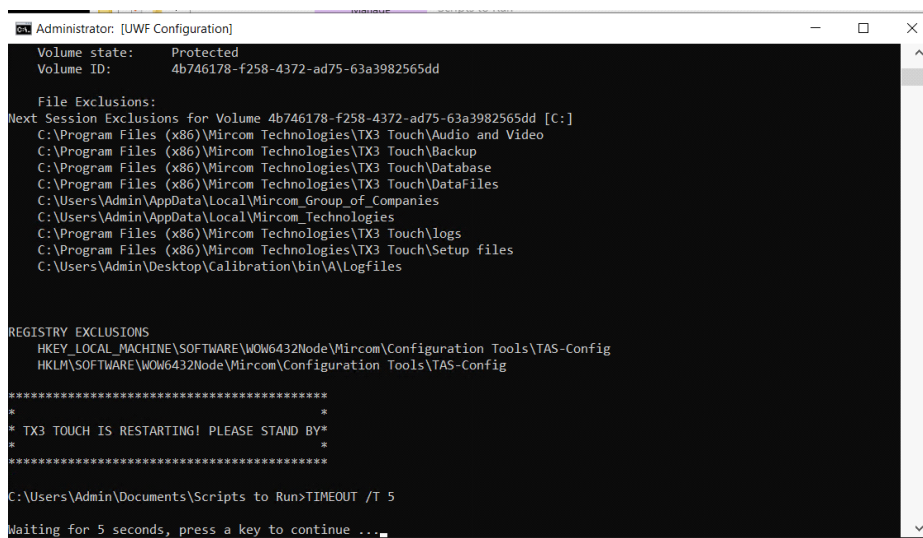 Manage
Administrator: [UWF Configuration]
Volume state: Protected
Volume ID: 4b746178-f258-4372-ad75-63a3982565dd
File Exclusions:
Next Session Exclusions for Volume 4b746178-f258-4372-ad75-63a3982565dd [C:]
C:\Program Files (x86)\Mircom Technologies\TX3 Touch\Audio and Video
C:\Program Files (x86)\Mircom Technologies\TX3 Touch\Backup
C:\Program Files (x86)\Mircom Technologies\TX3 Touch\Database
C:\Program Files (x86)\Mircom Technologies\TX3 Touch\DataFiles
C:\Users\Admin\AppData\Local\Mircom_Group_of_Companies
C:\Users\Admin\AppData\Local\Mircom_Technologies
C:\Program Files (x86)\Mircom Technologies\TX3 Touch\logs
C:\Program Files (x86)\Mircom Technologies\TX3 Touch\Setup files
C:\Users\Admin\Desktop\Calibration\bin\A\Logfiles
REGISTRY EXCLUSIONS
HKEY_LOCAL_MACHINE\SOFTWARE\WOW6432Node\Mircom\Configuration Tools\TAS-Config
HKLM\SOFTWARE\WOW6432Node\Mircom\Configuration Tools\TAS-Config
*******************************************
* *
* TX3 TOUCH IS RESTARTING! PLEASE STAND BY*
* *
*******************************************
C:\Users\Admin\Documents\Scripts to Run>TIMEOUT /T 5
Waiting for 5 seconds, press a key to continue ...